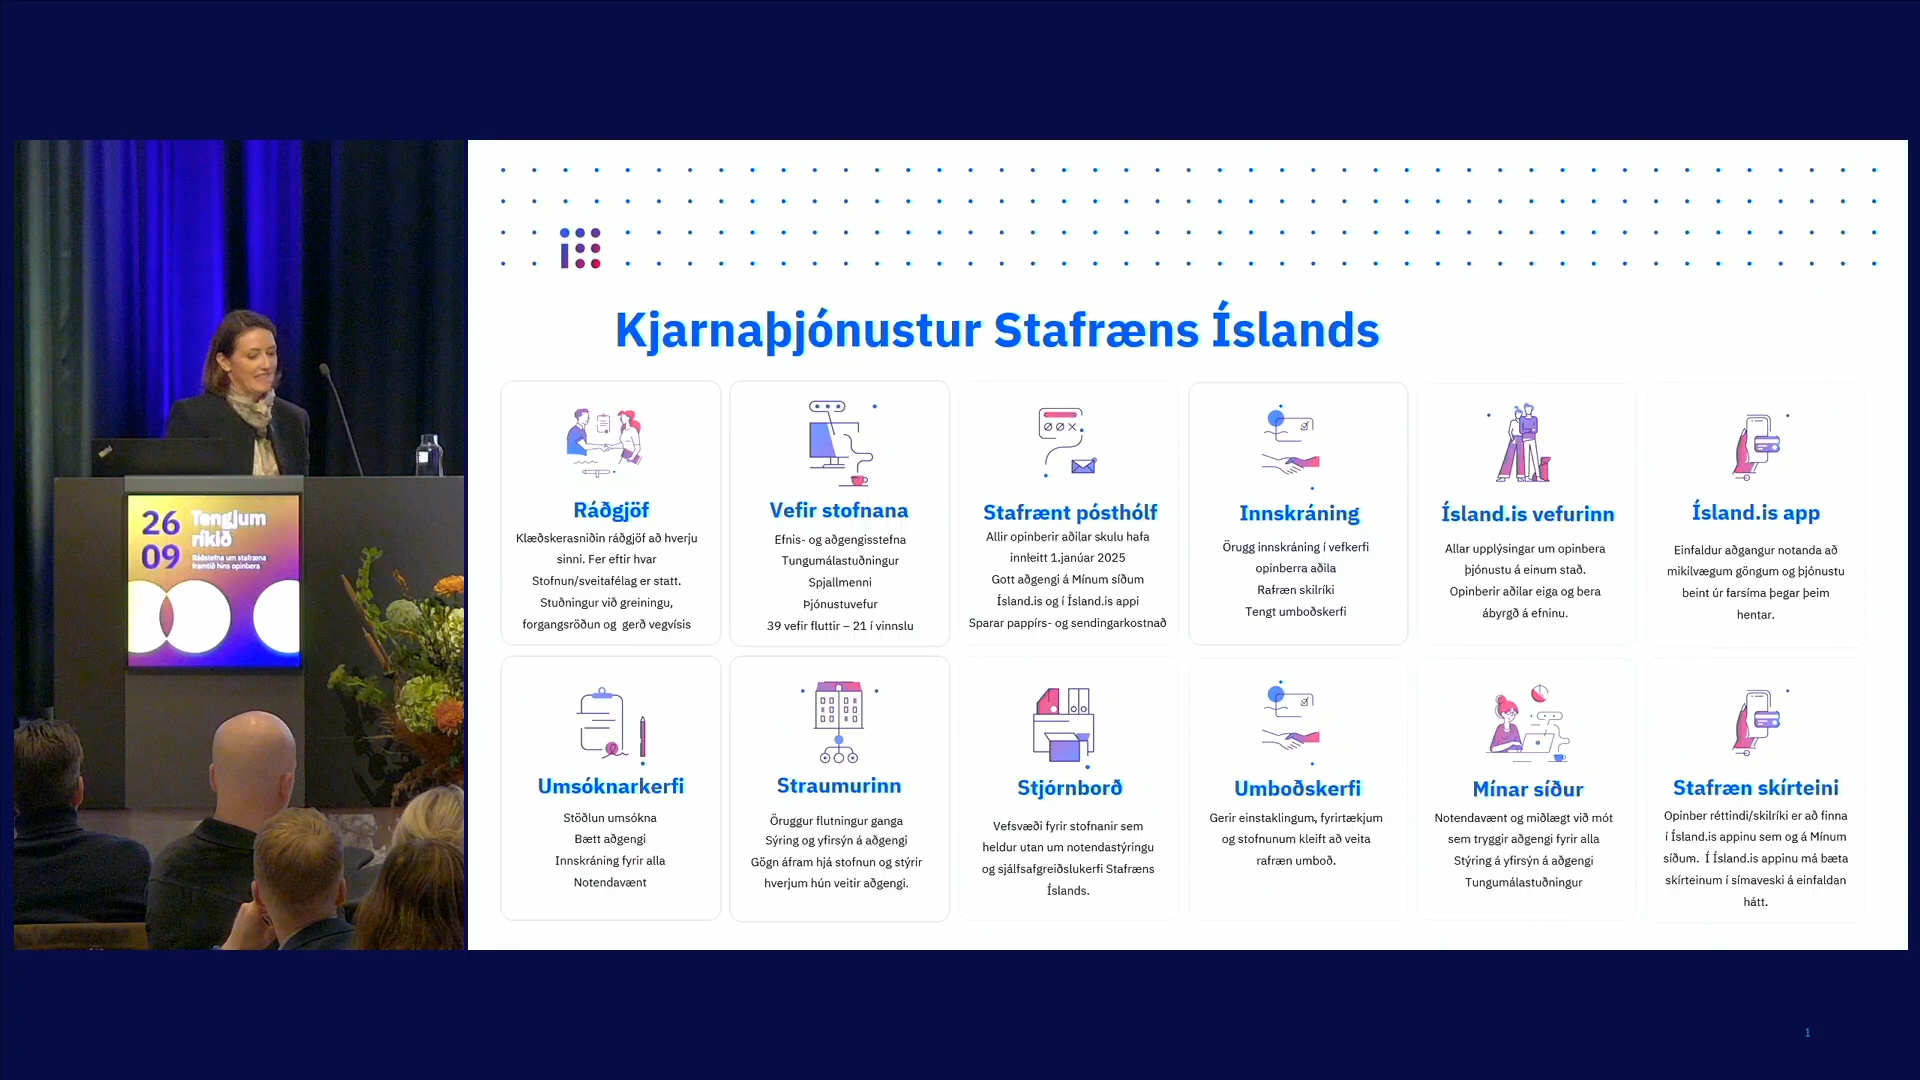 Kjarnaþjónustur Stafræns Íslands
Ráðgjöf
Klæðskerasniðin ráðgjöf að hverju
sinni. Fer eftir hvar
Stofnun/sveitafélag er statt.
Stuðningur við greiningu,
forgangsröðun og gerð vegvísis
Vefir stofnana
Efnis- og aðgengisstefna
Tungumálastuðningur
Spjallmenni
Þjónustuvefur
39 vefir fluttir – 21 í vinnslu
Stafrænt pósthólf
Allir opinberir aðilar skulu hafa
innleitt 1.janúar 2025
Gott aðgengi á Mínum síðum
Ísland.is og í Ísland.is appi
Sparar pappírs- og sendingarkostnað
Innskráning
Örugg innskráning í vefkerfi
opinberra aðila
Rafræn skilríki
Tengt umboðskerfi
Ísland.is vefurinn
Allar upplýsingar um opinbera
þjónustu á einum stað.
Opinberir aðilar eiga og bera
ábyrgð á efninu.
Ísland.is app
Einfaldur aðgangur notanda að
mikilvægum göngum og þjónustu
beint úr farsíma þegar þeim
hentar.
Umsóknarkerfi
Stöðlun umsókna
Bætt aðgengi
Innskráning fyrir alla
Notendavænt
Straumurinn
Öruggur flutningur ganga
Sýring og yfirsýn á aðgengi
Gögn áfram hjá stofnun og stýrir
hverjum hún veitir aðgengi.
Stjórnborð
Vefsvæði fyrir stofnanir sem
heldur utan um notendastýringu
og sjálfsafgreiðslukerfi Stafræns
Íslands.
Umboðskerfi
Gerir einstaklingum, fyrirtækjum
og stofnunum kleift að veita
rafræn umboð.
Mínar síður
Notendavænt og miðlægt við mót
sem tryggir aðgengi fyrir alla
Stýring á yfirsýn á aðgengi
Tungumálastuðningur
Stafræn skírteini
Opinber réttindi/skilríki er að finna
í Ísland.is appinu sem og á Mínum
síðum. Í Ísland.is appinu má bæta
skírteinum í símaveski á einfaldan
hátt.
26
09
Tengjum
ríkið
Ráðstefna um stafræna
framtíð hins opinbera
1